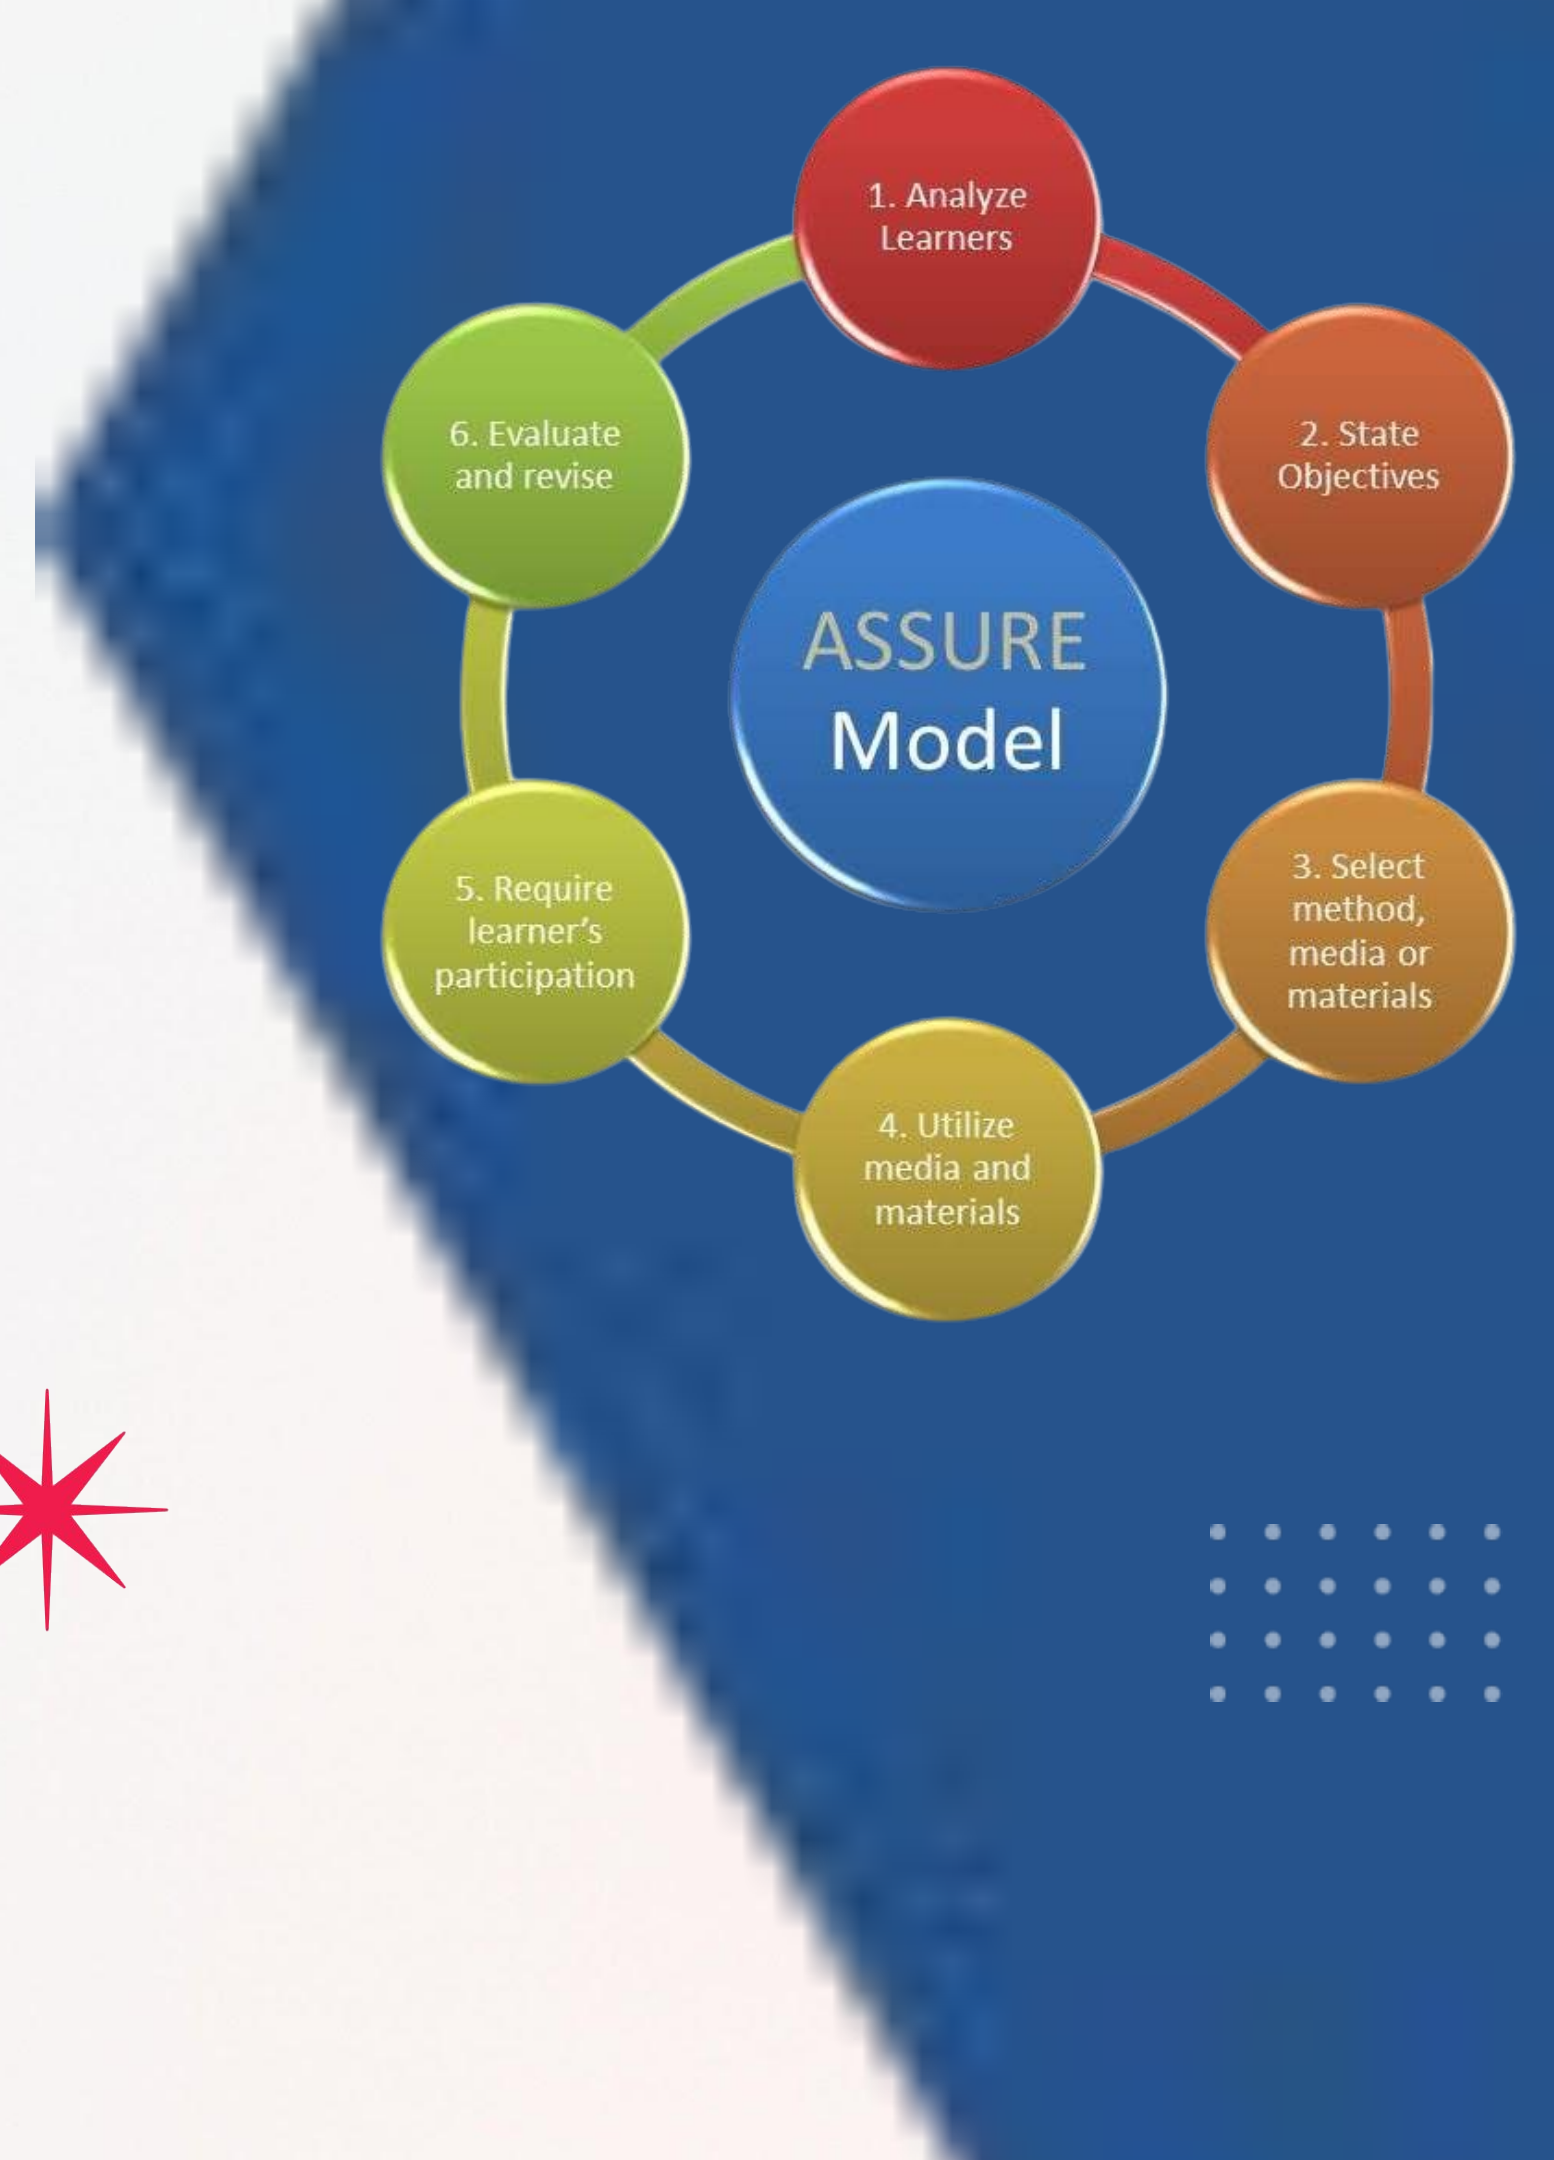 1. Analyze
Learners
2. State
Objectives
3. Select
method,
media or
materials
4. Utilize
media and
materials
5. Require
learner’s
participation
6. Evaluate
and revise
ASSURE
Model